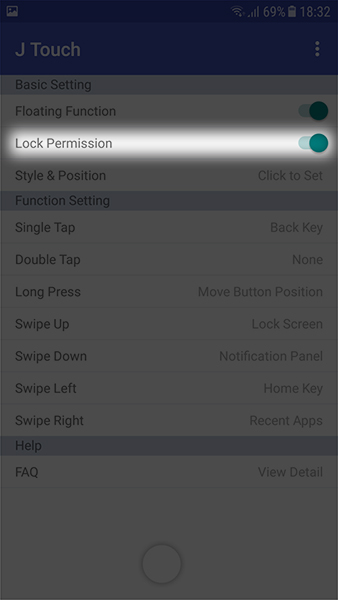 69% 18:32
J Touch
Basic Setting
Floating Function
Lock Permission
Style & Position Click to Set
Function Setting
Single Tap Back Key
Double Tap None
Long Press Move Button Position
Swipe Up Lock Screen
Swipe Down Notification Panel
Swipe Left Home Key
Swipe Right Recent Apps
Help
FAQ View Detail